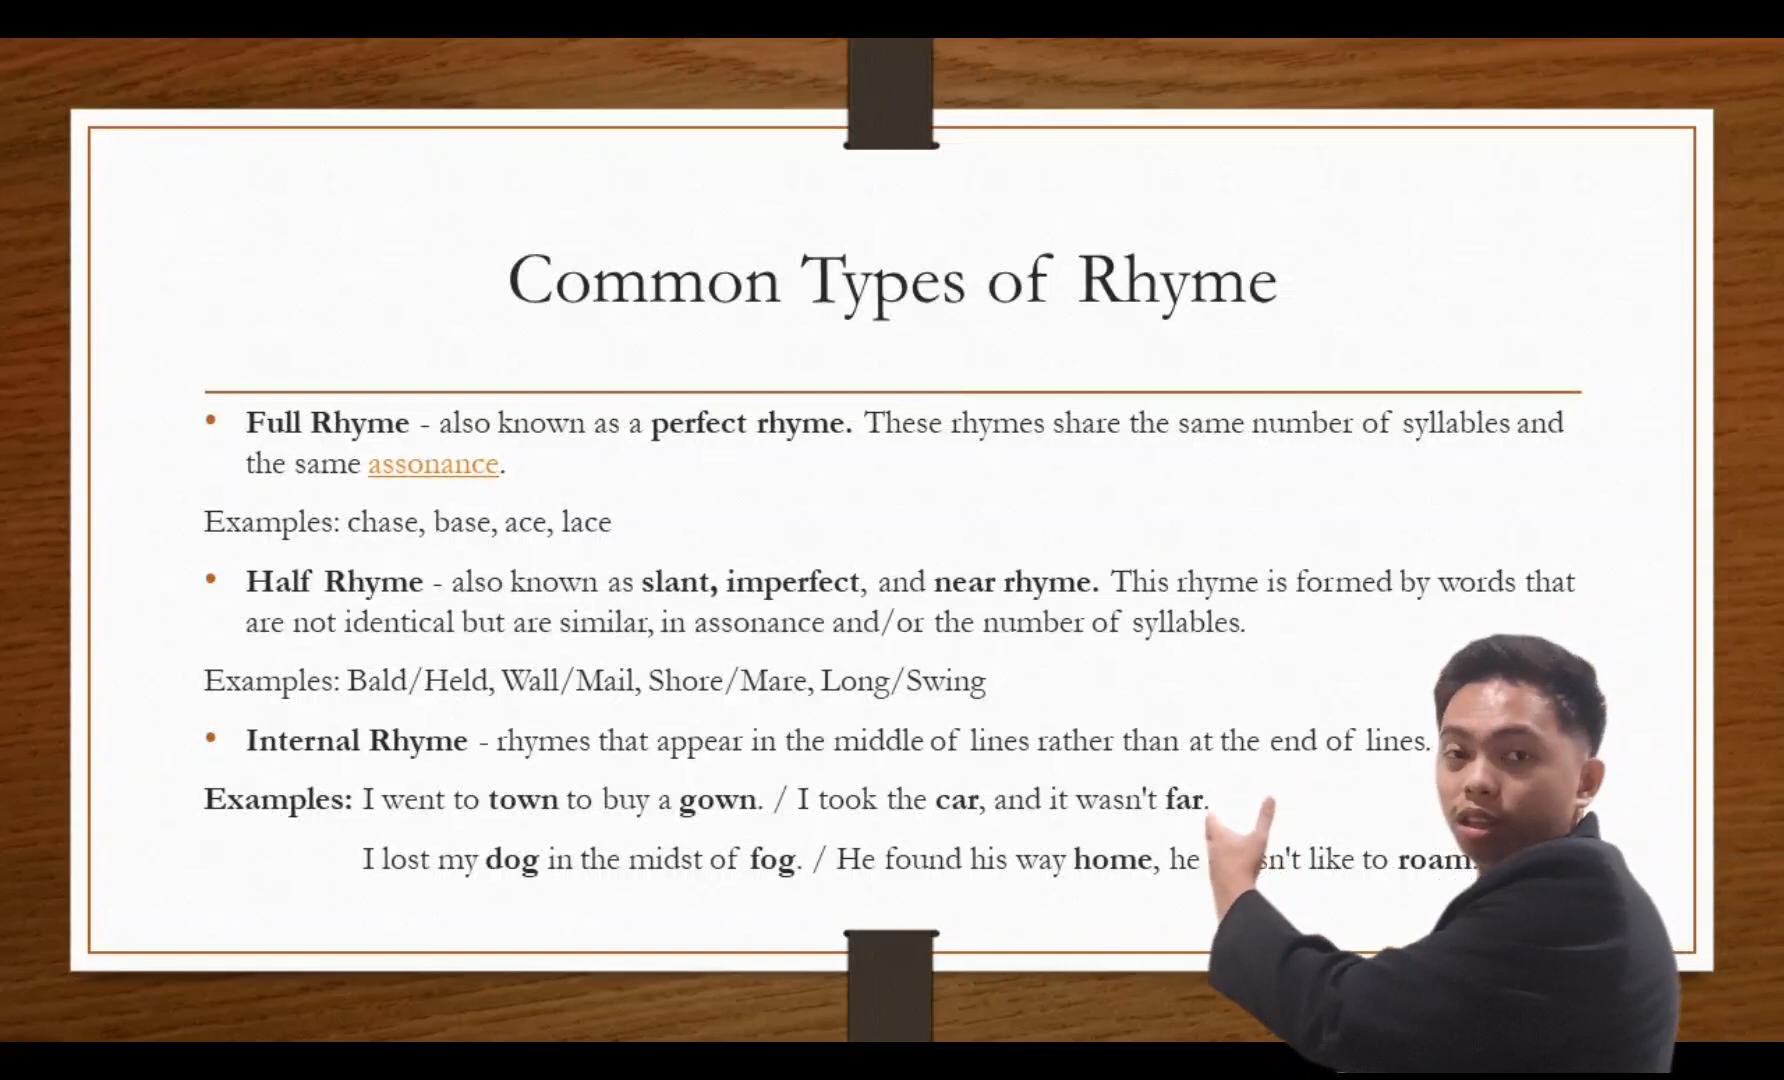 Common Types of Rhyme
• Full Rhyme - also known as a perfect rhyme. These rhymes share the same number of syllables and
the same assonance.
Examples: chase, base, ace, lace
• Half Rhyme - also known as slant, imperfect, and near rhyme. This rhyme is formed by words that
are not identical but are similar, in assonance and/or the number of syllables.
Examples: Bald/Held, Wall/Mail, Shore/Mare, Long/Swing
• Internal Rhyme - rhymes that appear in the middle of lines rather than at the end of lines.
Examples: I went to town to buy a gown. / I took the car, and it wasn't far.
I lost my dog in the midst of fog. / He found his way home, he like to roam.